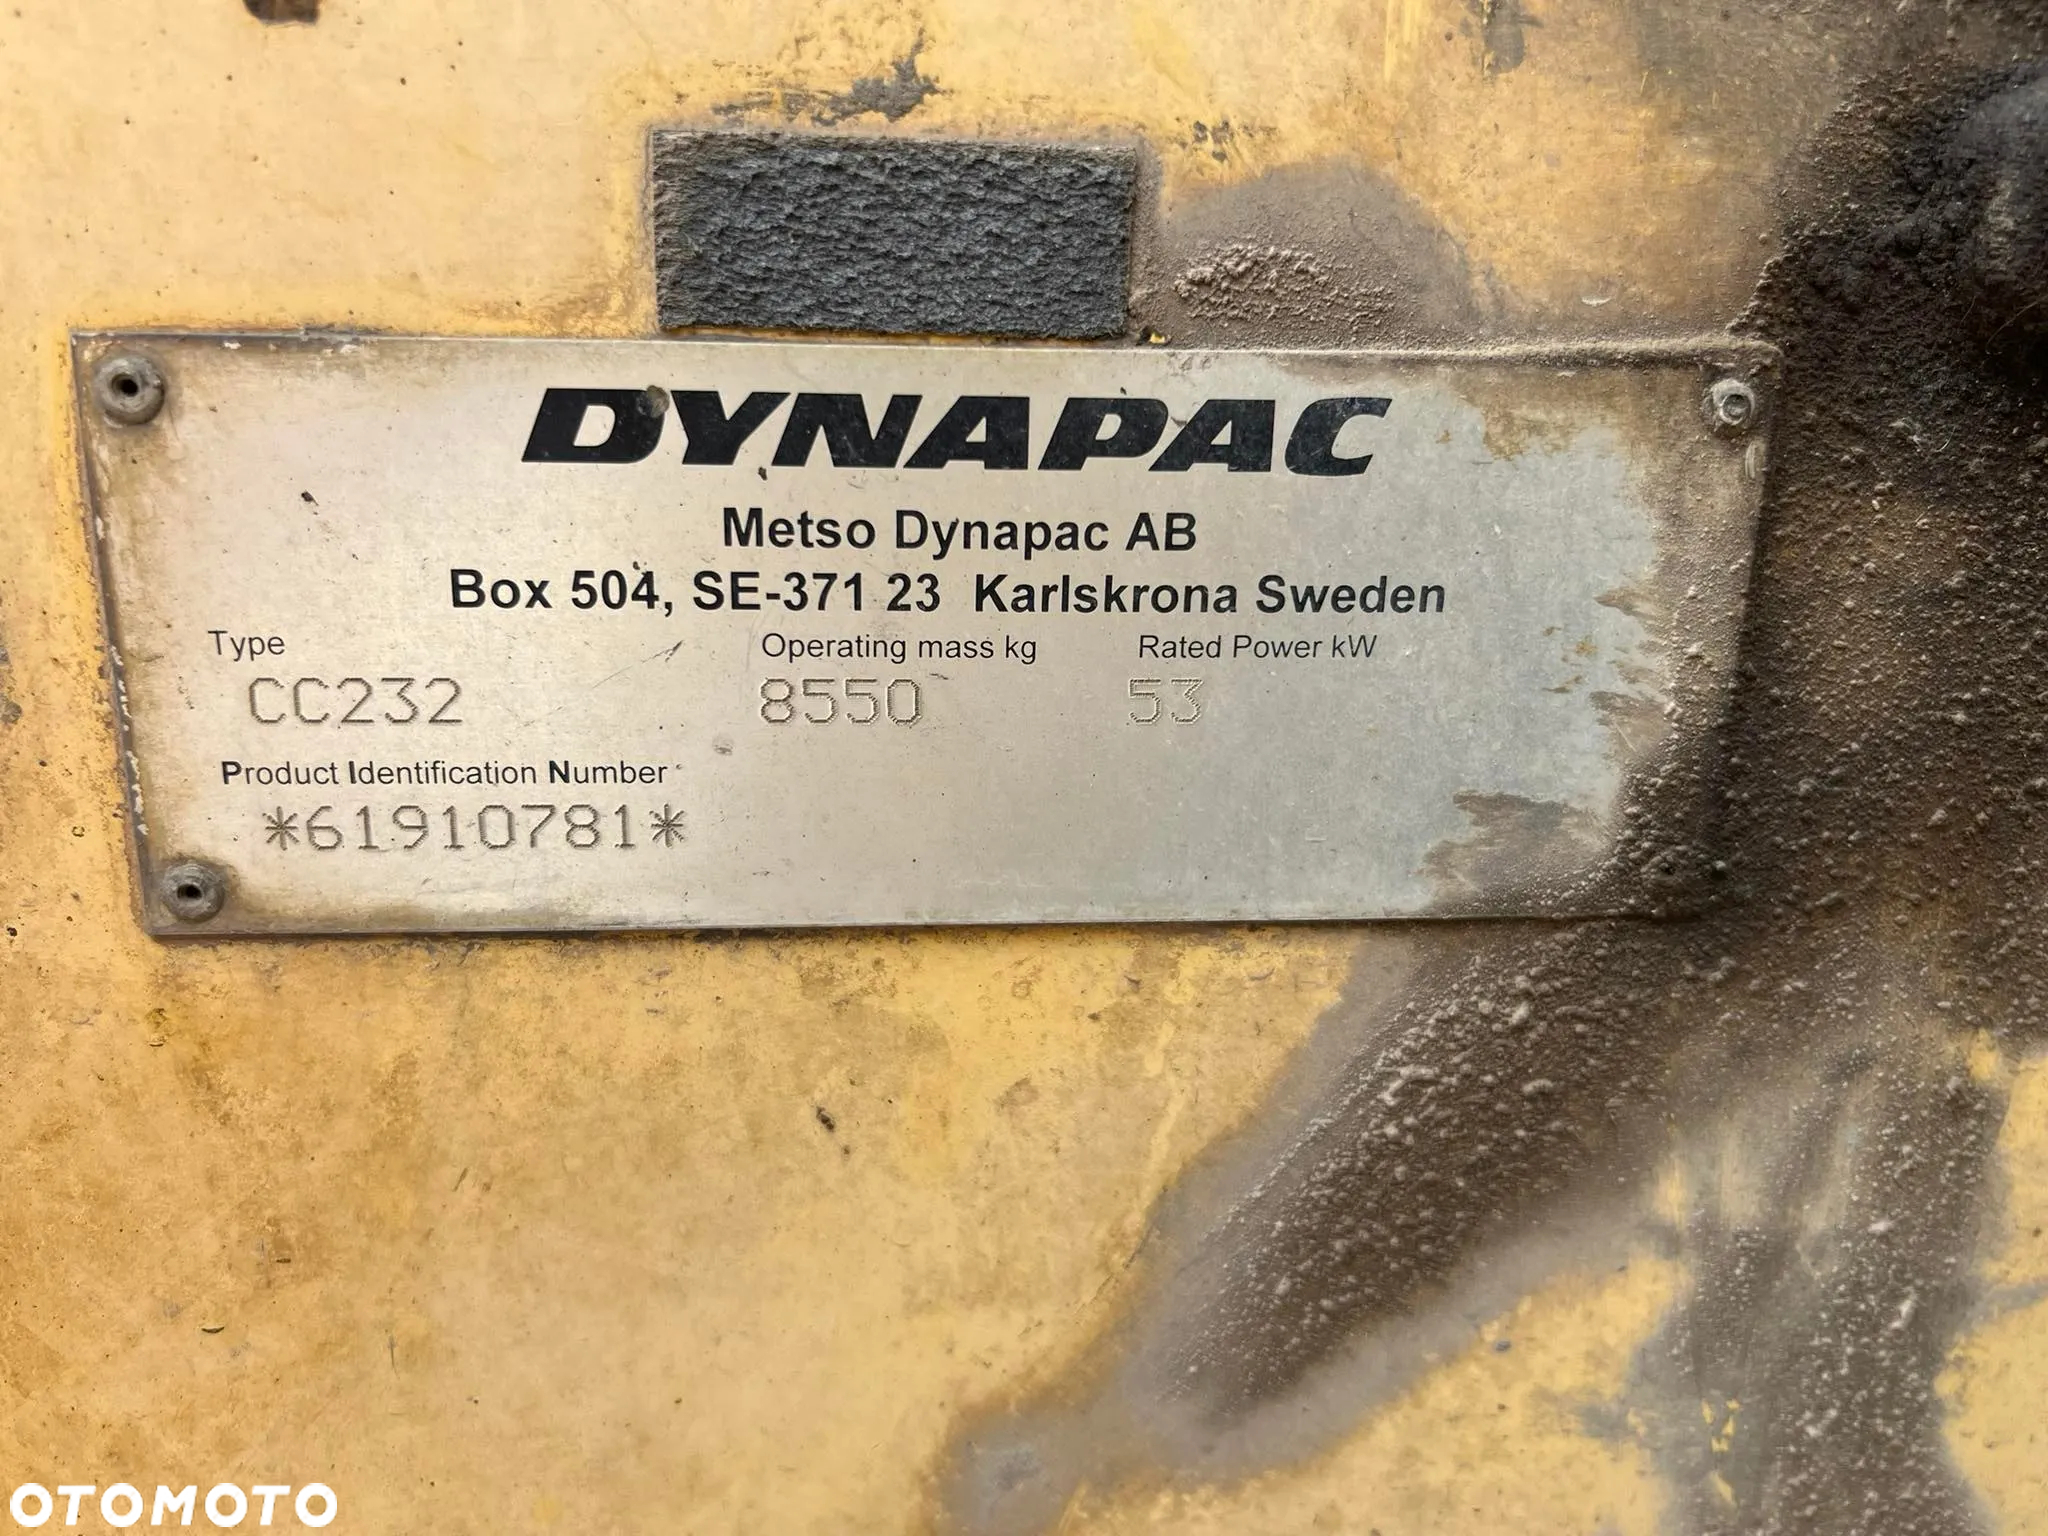 DYNAPAC
Metso Dynapac AB
Box 504, SE-371 23 Karlskrona Sweden
Type Operating mass kg Rated Power kW
CC232 8550 53
Product Identification Number
*61910781*
OTOMOTO